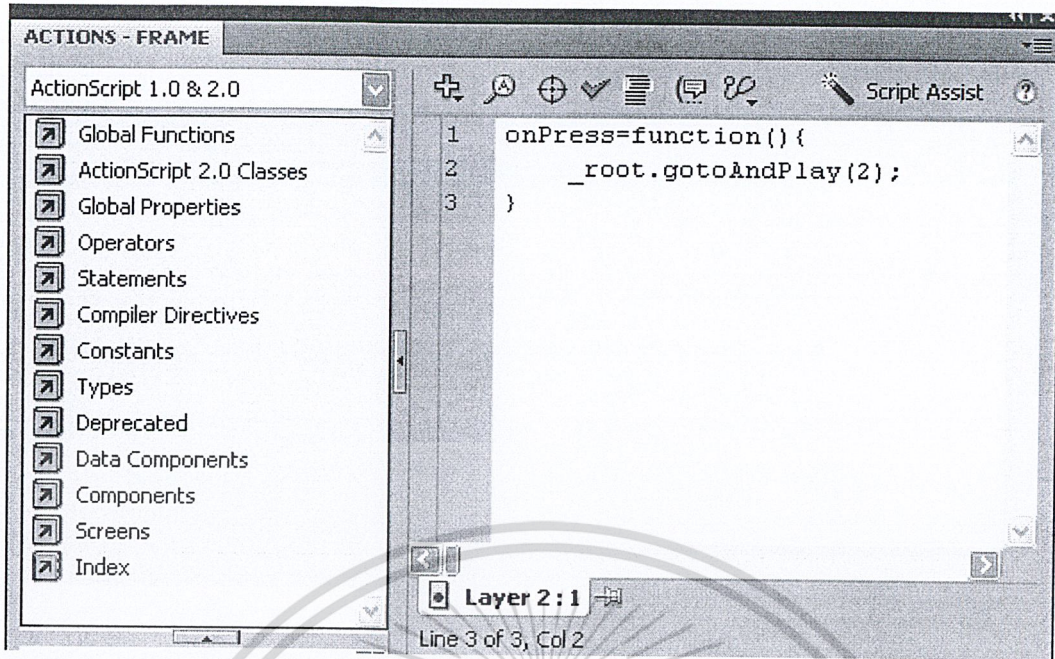 ACTIONS - FRAME
ActionScript 1.0 & 2.0
Global Functions
ActionScript 2.0 Classes
Global Properties
Operators
Statements
Compiler Directives
Constants
Types
Deprecated
Data Components
Components
Screens
Index
Script Assist
1 onPress=function(){
2 _root.gotoAndPlay(2);
3 }
Layer 2 : 1
Line 3 of 3, Col 2